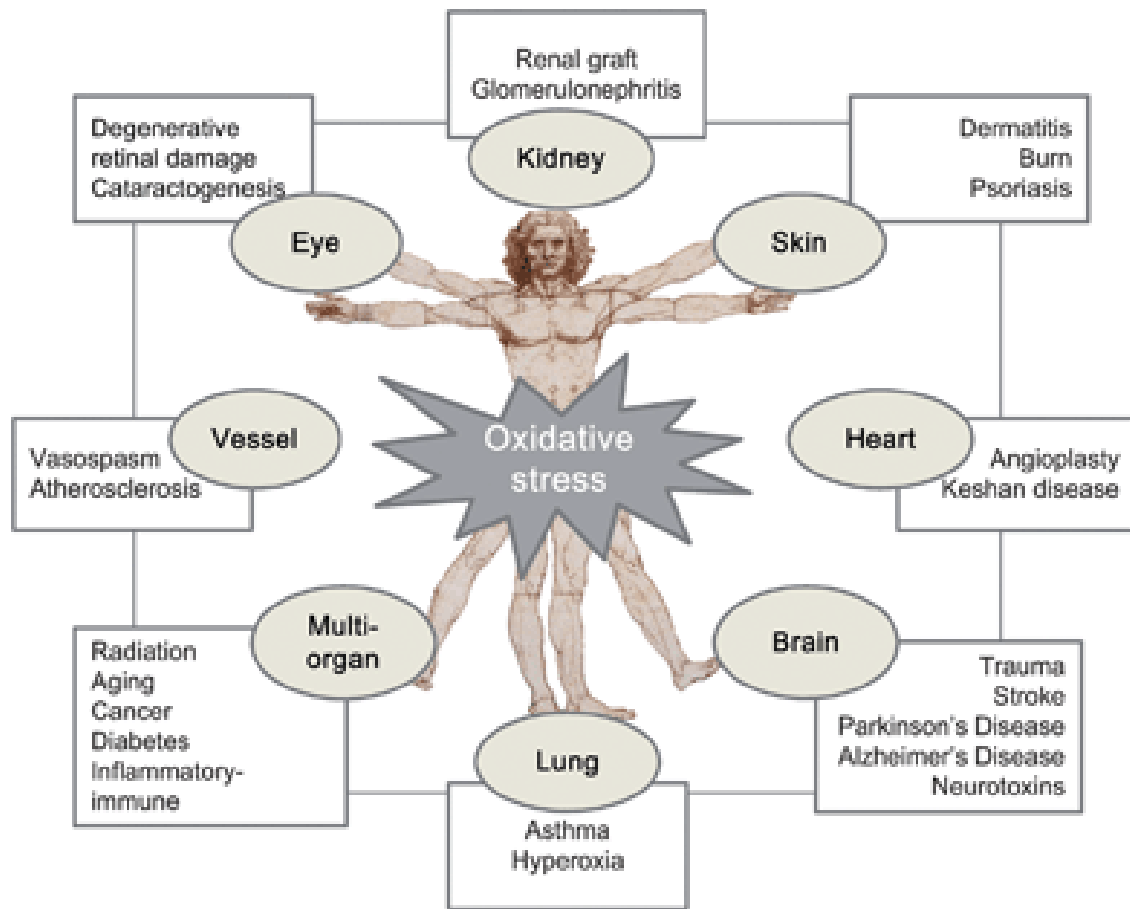 Renal graft
Glomerulonephritis
Kidney
Degenerative
retinal damage
Cataractogenesis
Eye
Dermatitis
Burn
Psoriasis
Skin
Vessel
Vasospasm
Atherosclerosis
Oxidative
stress
Heart
Angioplasty
Keshan disease
Multi-
organ
Radiation
Aging
Cancer
Diabetes
Inflammatory-
immune
Brain
Trauma
Stroke
Parkinson's Disease
Alzheimer's Disease
Neurotoxins
Lung
Asthma
Hyperoxia